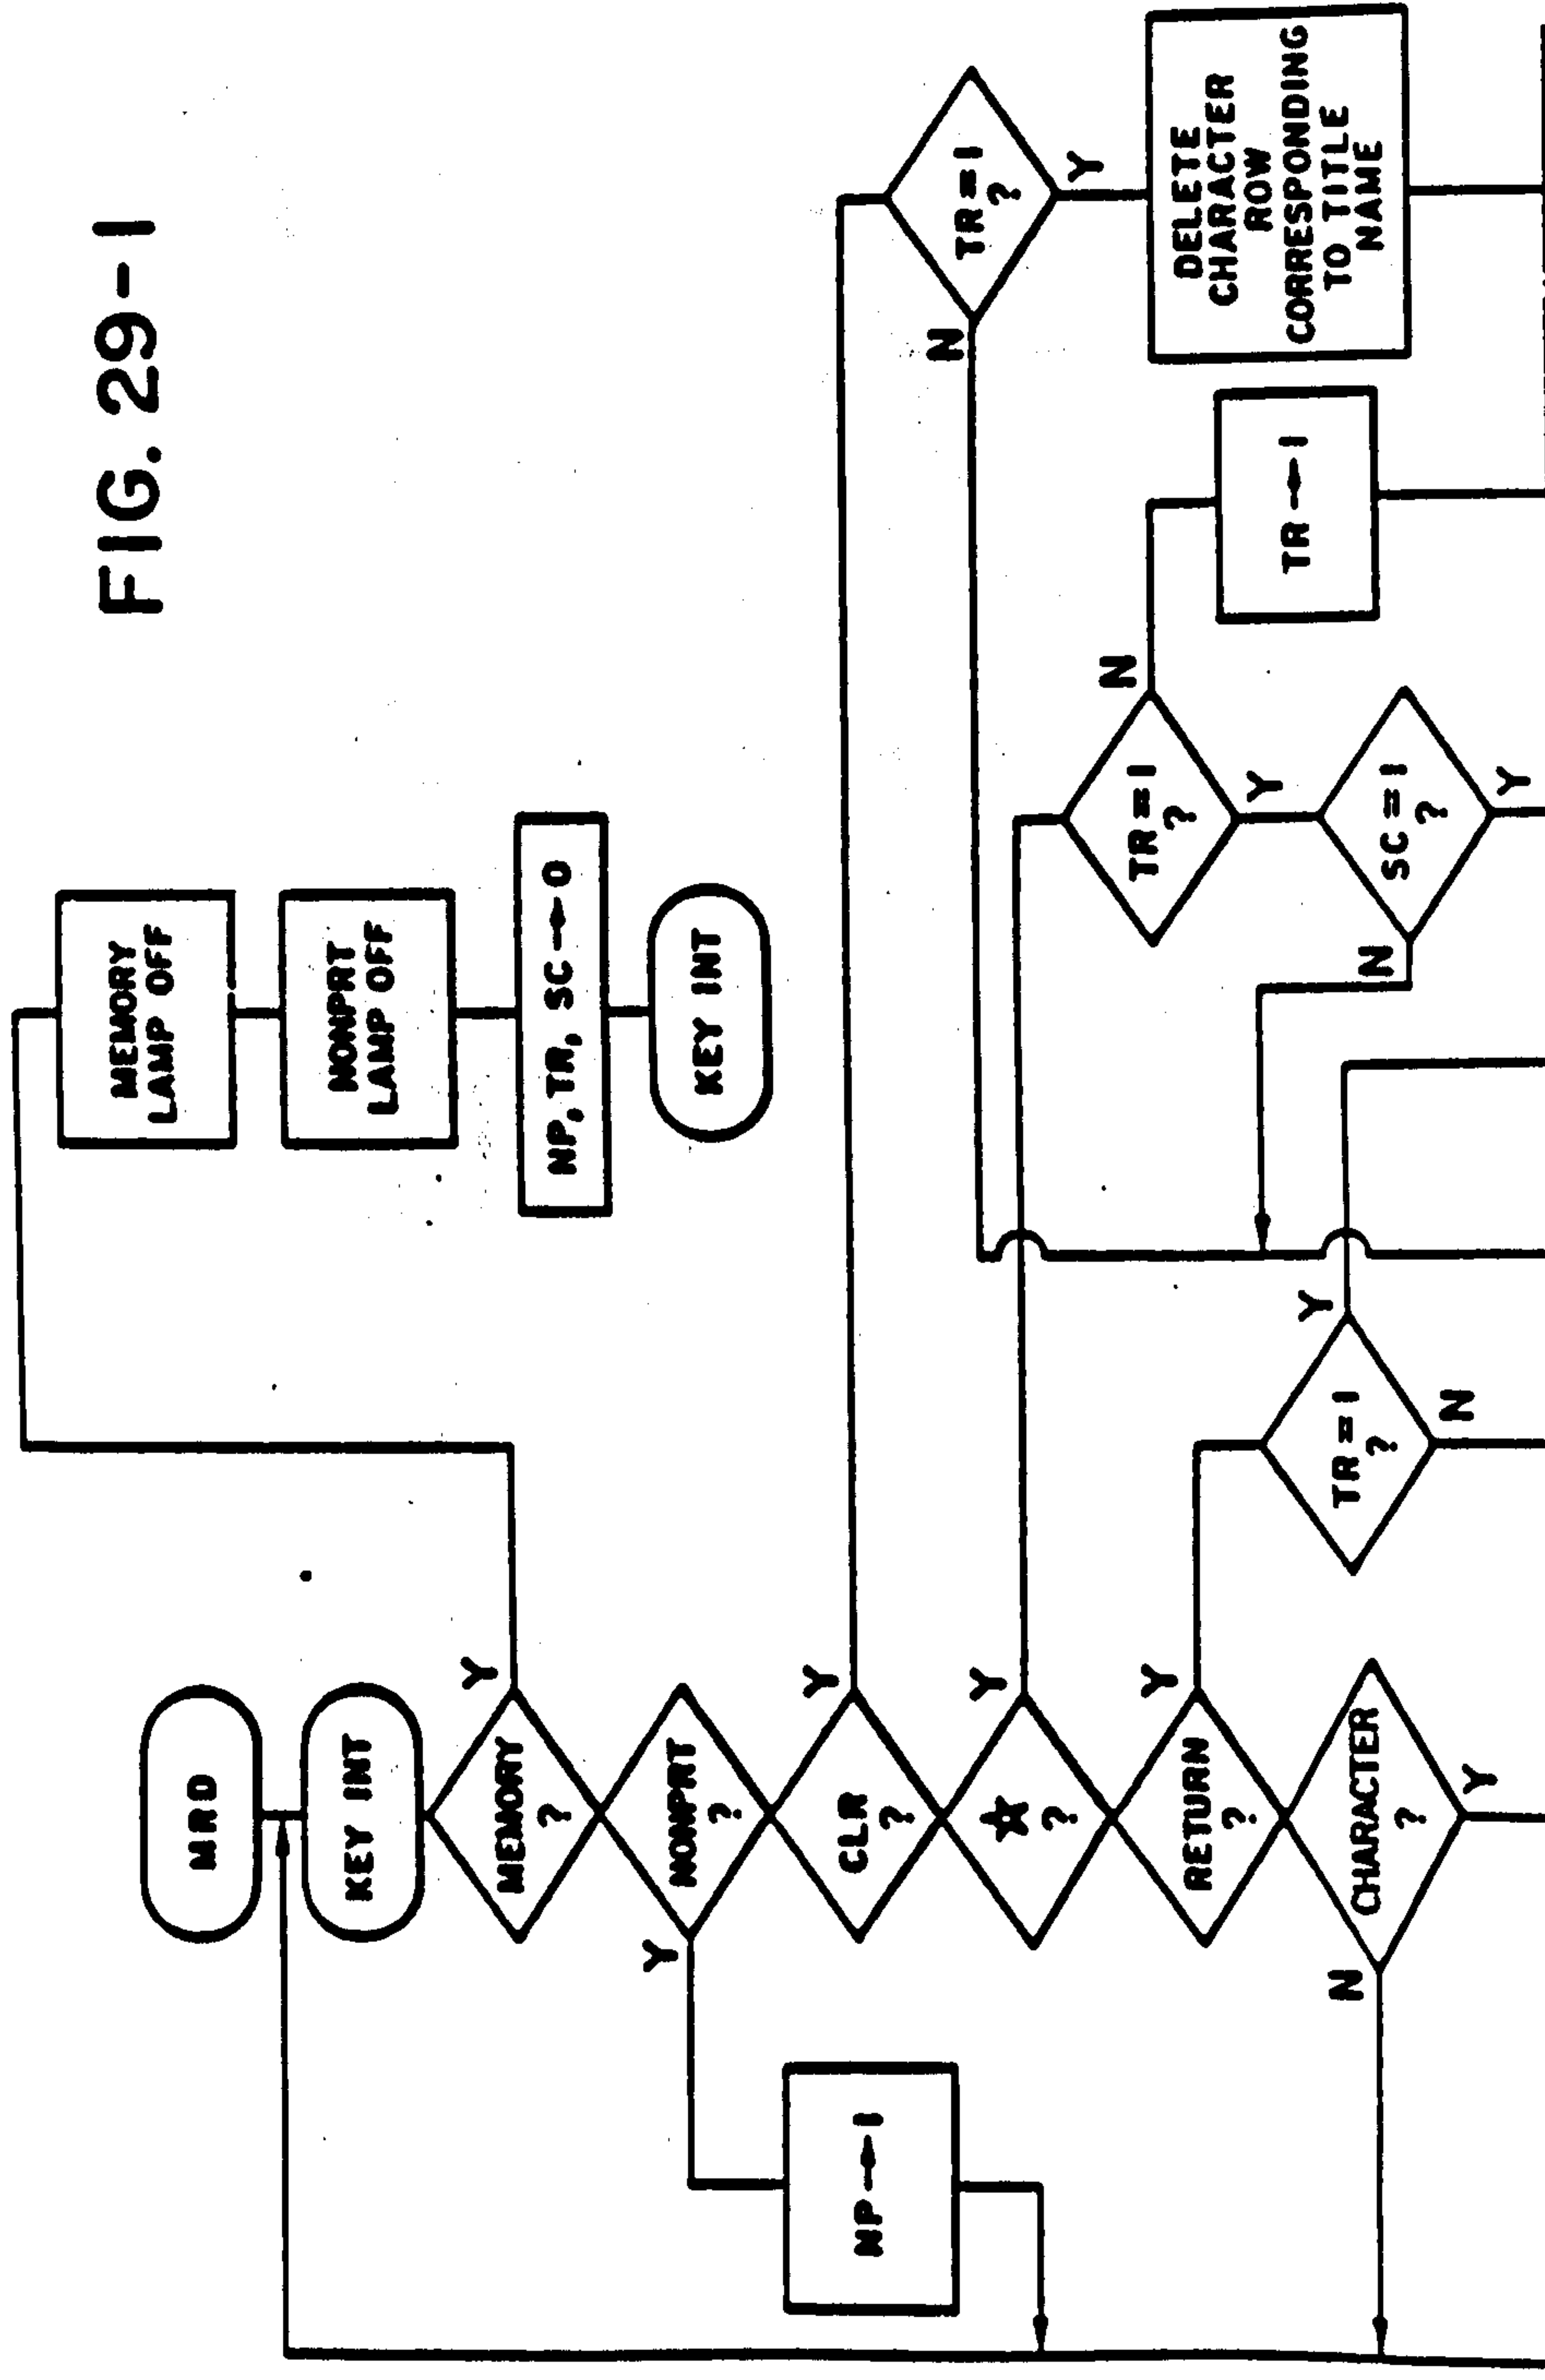 FIG. 29-1
MRD
KEY INT
MEMORY
?
Y
MEMORY
LAMP OFF
NONPRT
LAMP OFF
NP, TR, SC → 0
KEY INT
NONPRT
?
Y
NP → 1
CLR
?
Y
TR = 1
?
N
Y
DELETE
CHARACTER
ROW
CORRESPONDING
TO TITLE
NAME
☆
?
Y
TR = 1
?
N
Y
TR → 1
SC = 1
?
N
Y
RETURN
?
Y
TR = 1
?
Y
N
CHARACTER
?
N
Y